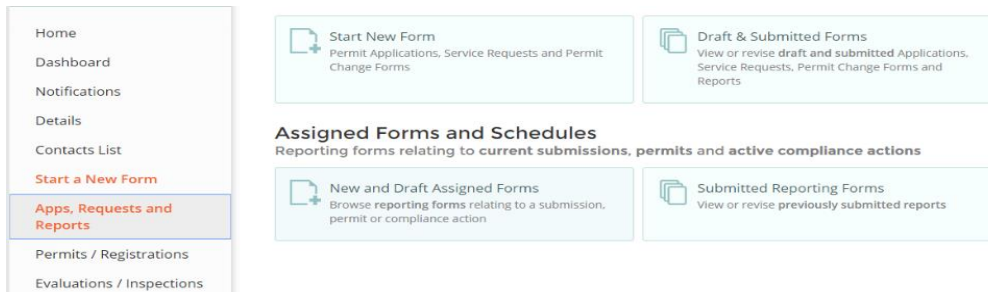 Home
Dashboard
Notifications
Details
Contacts List
Start a New Form
Apps, Requests and
Reports
Permits / Registrations
Evaluations / Inspections
Start New Form
Permit Applications, Service Requests and Permit
Change Forms
Draft & Submitted Forms
View or revise draft and submitted Applications,
Service Requests, Permit Change Forms and
Reports
Assigned Forms and Schedules
Reporting forms relating to current submissions, permits and active compliance actions
New and Draft Assigned Forms
Browse reporting forms relating to a submission,
permit or compliance action
Submitted Reporting Forms
View or revise previously submitted reports